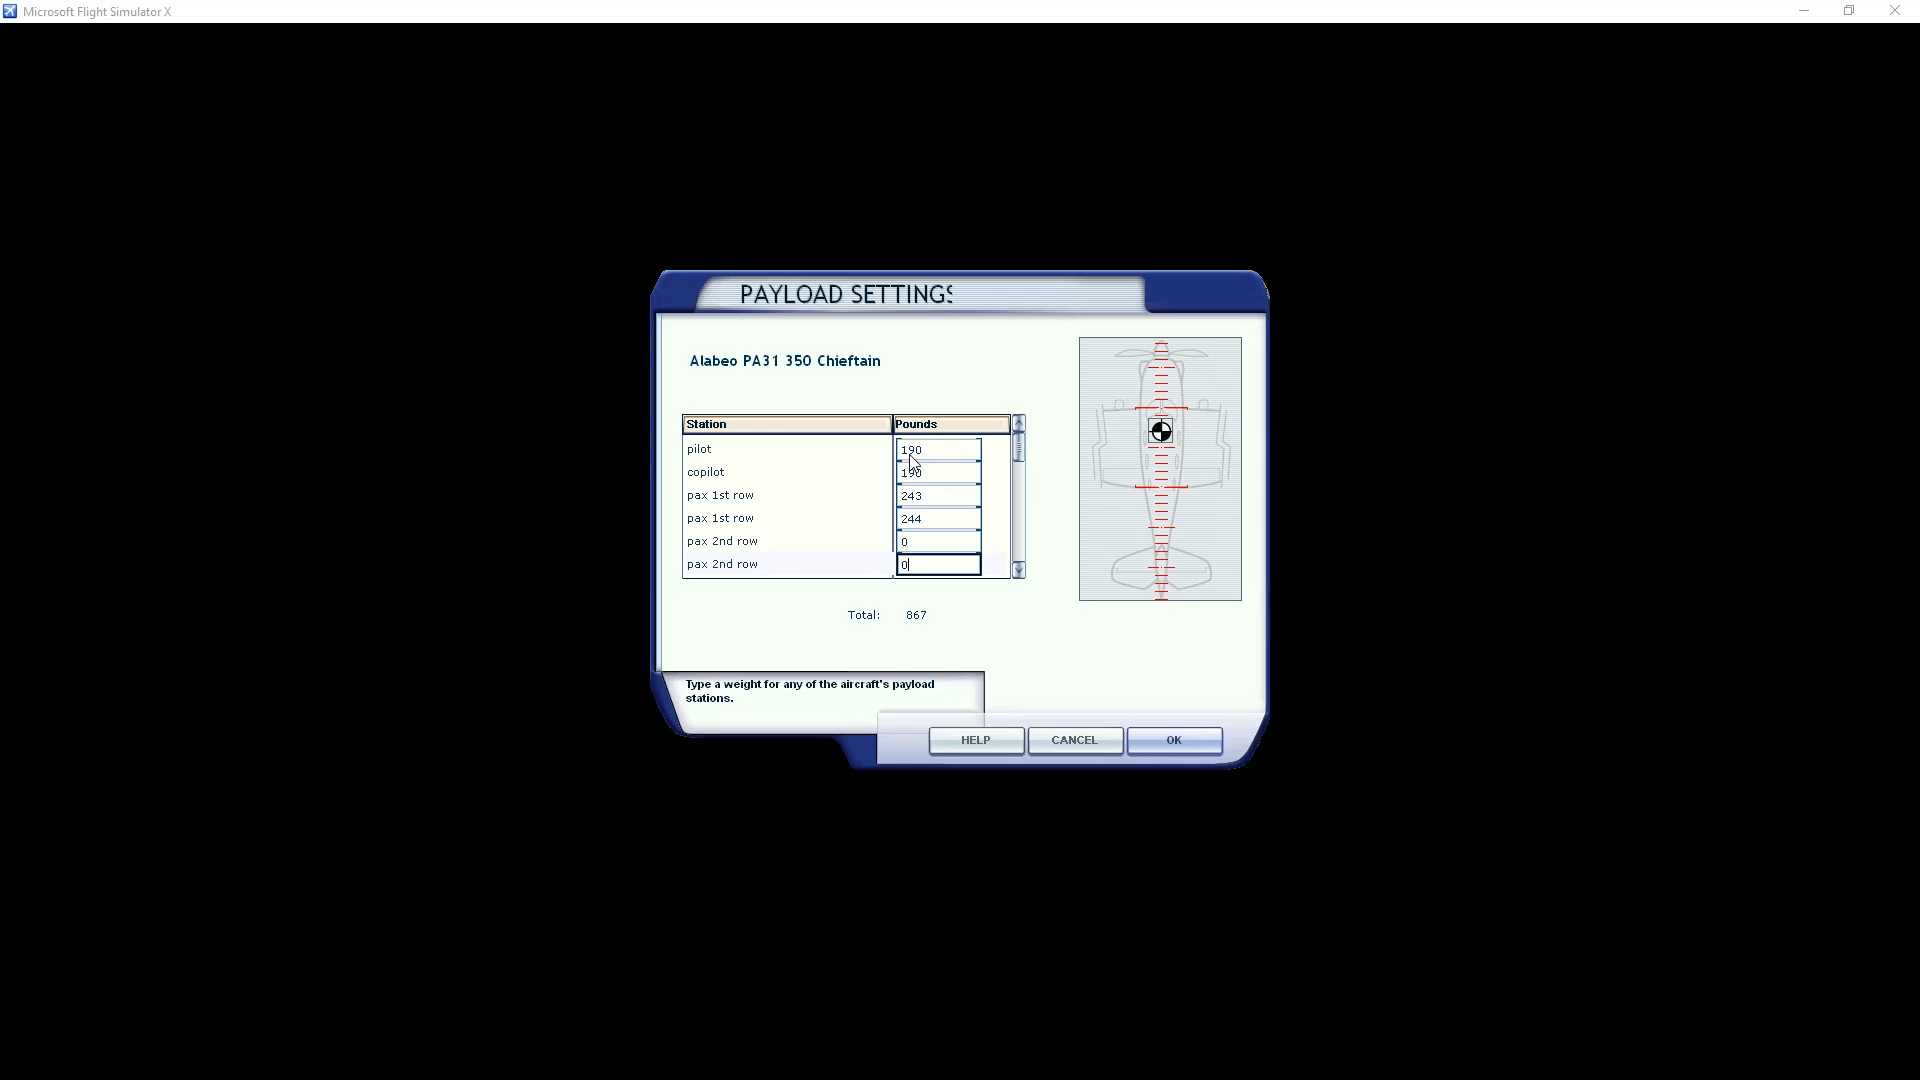 Microsoft Flight Simulator X
PAYLOAD SETTINGS
Alabeo PA31 350 Chieftain
Station Pounds
pilot 190
copilot 190
pax 1st row 243
pax 1st row 244
pax 2nd row 0
pax 2nd row 0
Total: 867
Type a weight for any of the aircraft's payload
stations.
HELP CANCEL OK